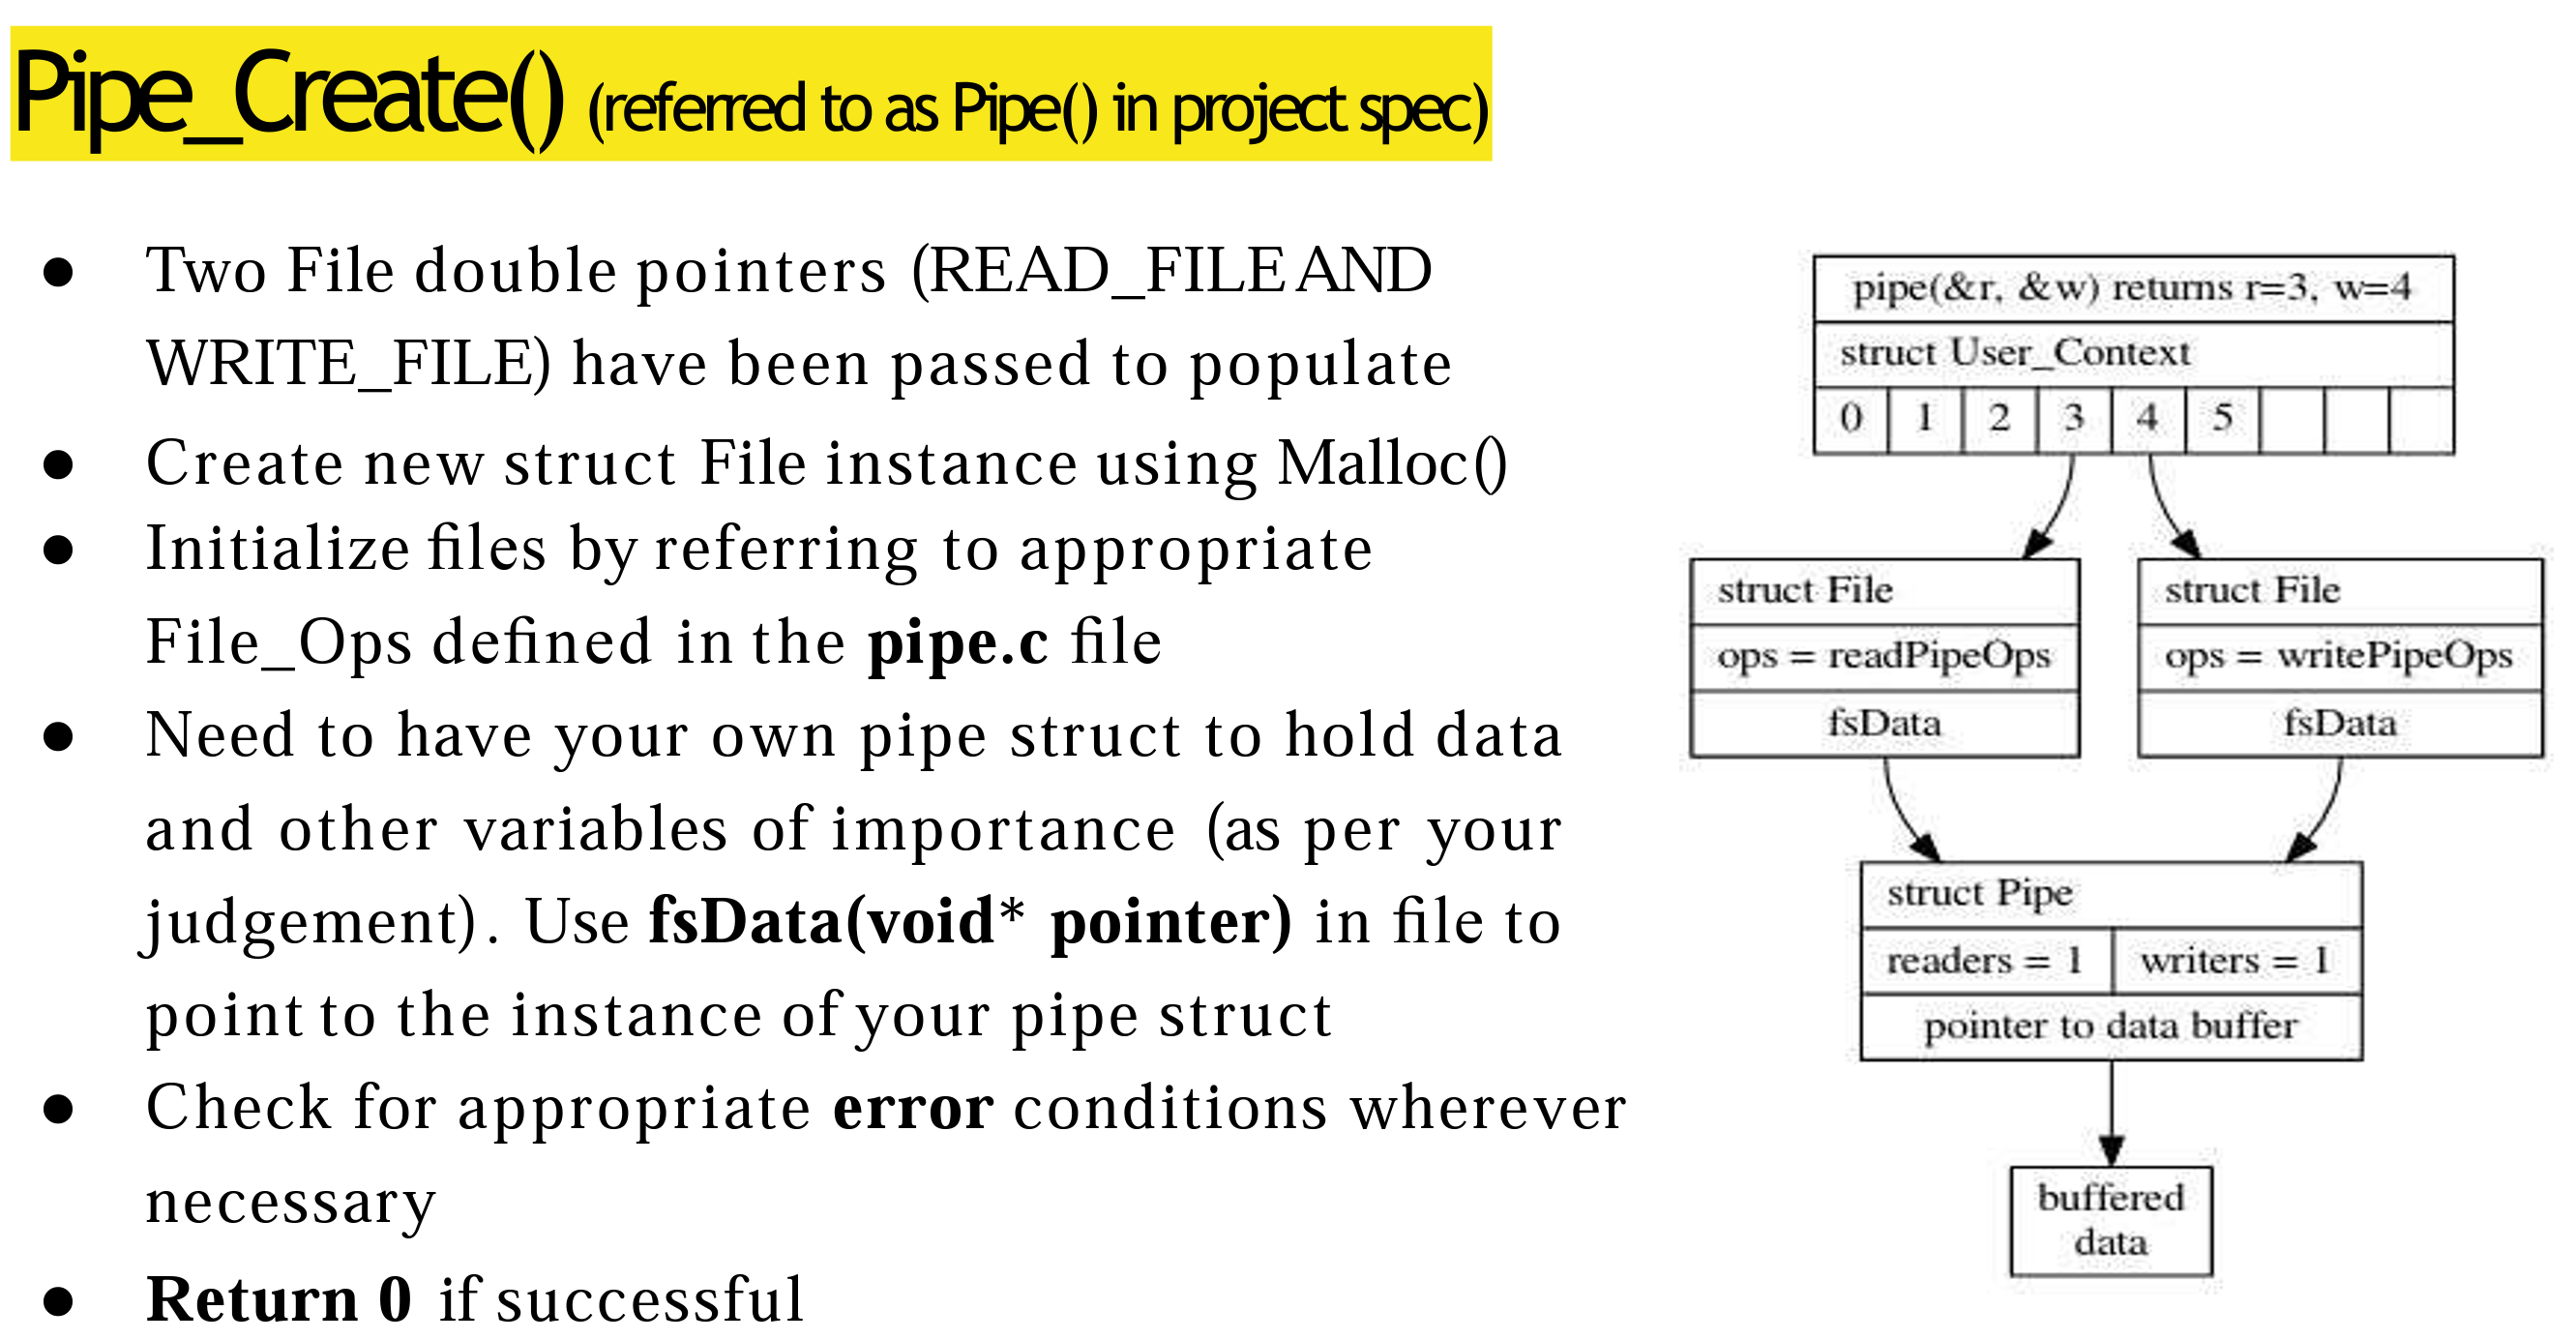 Pipe_Create() (referred to as Pipe() in project spec)
● Two File double pointers (READ_FILE AND
WRITE_FILE) have been passed to populate
● Create new struct File instance using Malloc()
● Initialize files by referring to appropriate
File_Ops defined in the pipe.c file
● Need to have your own pipe struct to hold data
and other variables of importance (as per your
judgement). Use fsData(void* pointer) in file to
point to the instance of your pipe struct
● Check for appropriate error conditions wherever
necessary
● Return 0 if successful
pipe(&r, &w) returns r=3, w=4
struct User_Context
0 1 2 3 4 5
struct File
ops = readPipeOps
fsData
struct File
ops = writePipeOps
fsData
struct Pipe
readers = 1 writers = 1
pointer to data buffer
buffered
data